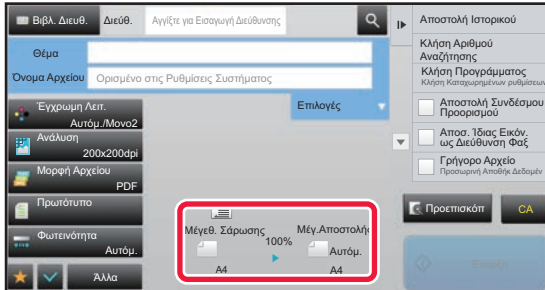 Βιβλ. Διευθ.
Διεύθ.
Αγγίξτε για Εισαγωγή Διεύθυνσης
Θέμα
Όνομα Αρχείου
Ορισμένο στις Ρυθμίσεις Συστήματος
Έγχρωμη Λειτ.
Αυτόμ./Μονο2
Επιλογές
Ανάλυση
200x200dpi
Μορφή Αρχείου
PDF
Πρωτότυπο
Φωτεινότητα
Αυτόμ.
Άλλα
Μέγεθ. Σάρωσης
100%
Μέγ.Αποστολής
Αυτόμ.
A4
A4
Αποστολή Ιστορικού
Κλήση Αριθμού
Αναζήτησης
Κλήση Προγράμματος
Κλήση Καταχωρημένων ρυθμίσεων
Αποστολή Συνδέσμου
Προορισμού
Αποσ. Ίδιας Εικόν.
ως Διεύθυνση Φαξ
Γρήγορο Αρχείο
Προσωρινή Αποθήκ Δεδομέν
Προεπισκόπ
CA
Έναρξη